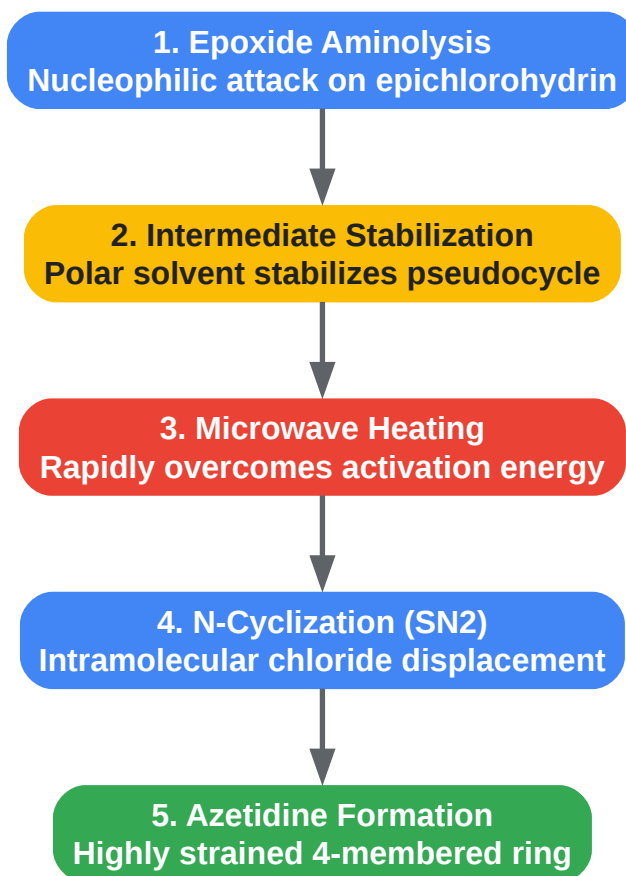 1. Epoxide Aminolysis
Nucleophilic attack on epichlorohydrin
2. Intermediate Stabilization
Polar solvent stabilizes pseudocycle
3. Microwave Heating
Rapidly overcomes activation energy
4. N-Cyclization (SN2)
Intramolecular chloride displacement
5. Azetidine Formation
Highly strained 4-membered ring